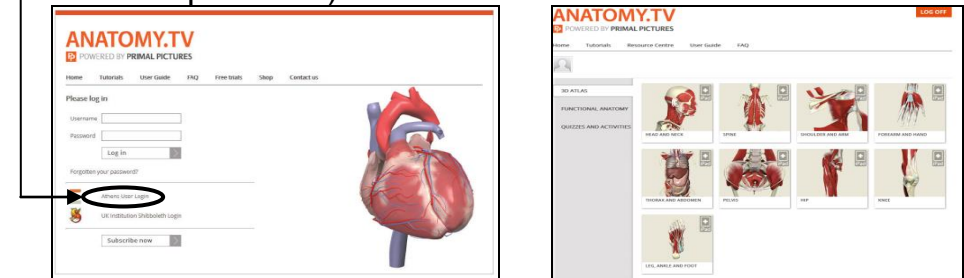 ANATOMY.TV
POWERED BY PRIMAL PICTURES
Home Tutorials User Guide FAQ Free trials Shop Contact us
Please log in
Username
Password
Log in
Forgotten your password?
Athens User Login
UK Institution Shibboleth Login
Subscribe now
ANATOMY.TV
LOG OFF
POWERED BY PRIMAL PICTURES
Home Tutorials Resource Centre User Guide FAQ
3D ATLAS
FUNCTIONAL ANATOMY
QUIZZES AND ACTIVITIES
HEAD AND NECK SPINE SHOULDER AND ARM FOREARM AND HAND
THORAX AND ABDOMEN PELVIS HIP KNEE
LEG, ANKLE AND FOOT